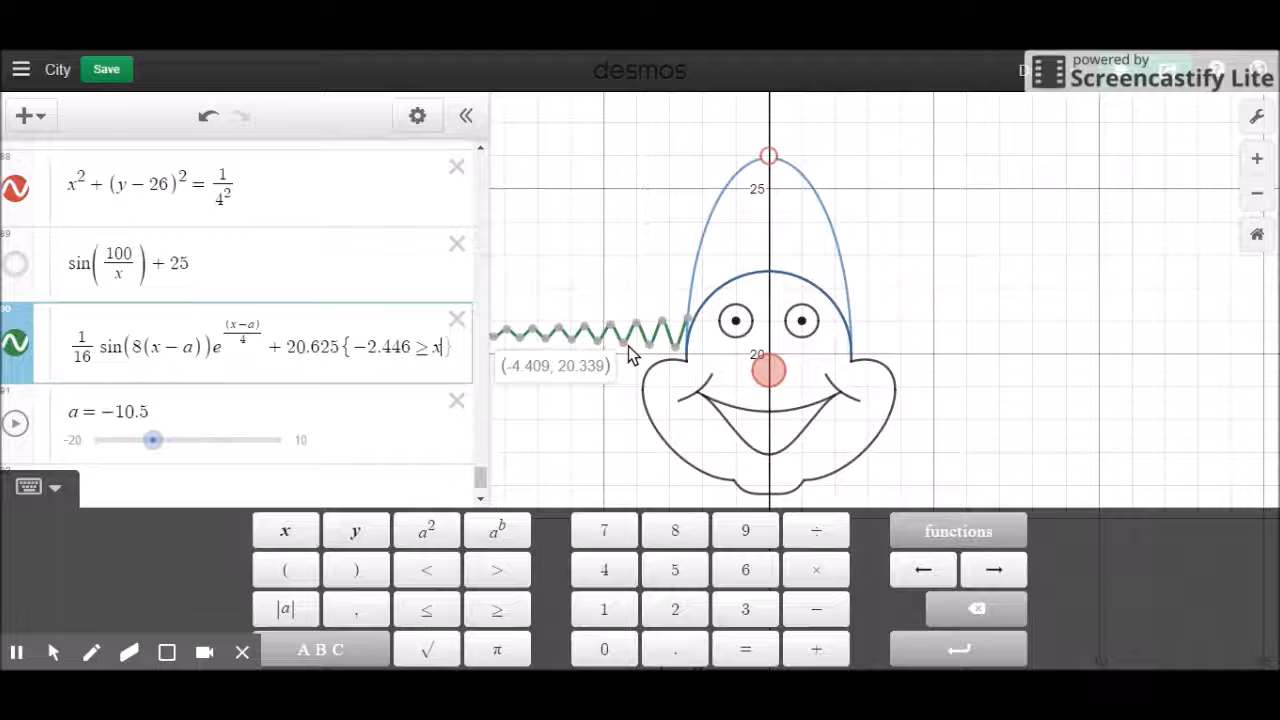 City Save
desmos
powered by
Screencastify Lite
x² + (y − 26)² = 1/4²
sin(100/x) + 25
1/16 sin(8(x − a))e^((x−a)/4) + 20.625{−2.446 ≥ x}
a = −10.5
-20 10
(-4.409, 20.339)
25
20
x y a² aᵇ 7 8 9 ÷ functions
( ) < > 4 5 6 × ← →
|a| , ≤ ≥ 1 2 3 −
A B C √ π 0 . = +